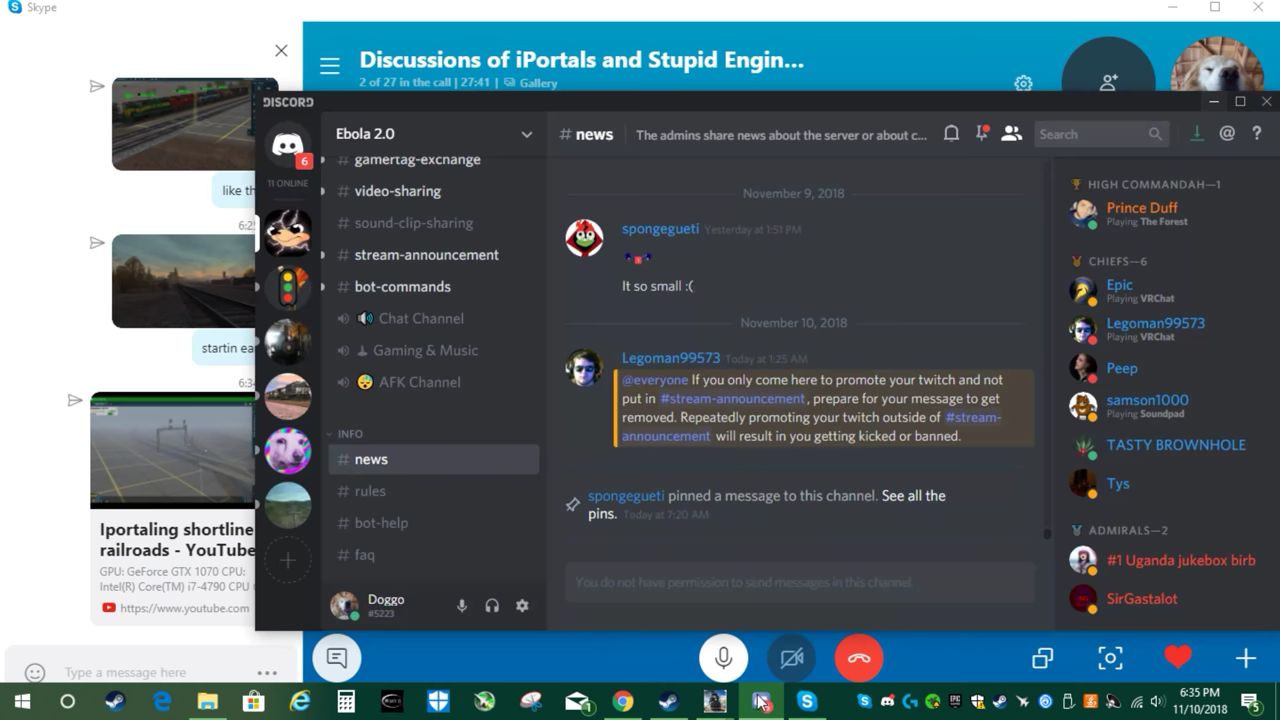 Skype
Discussions of iPortals and Stupid Engin...
2 of 27 in the call | 27:41 | Gallery
like th
6:2
startin ea
6:3
Iportaling shortline
railroads - YouTube
GPU: GeForce GTX 1070 CPU:
Intel(R) Core(TM) i7-4790 CPU
https://www.youtube.com
Type a message here
DISCORD
6
11 ONLINE
Ebola 2.0
# gamertag-exchange
# video-sharing
# sound-clip-sharing
# stream-announcement
# bot-commands
Chat Channel
Gaming & Music
AFK Channel
INFO
# news
# rules
# bot-help
# faq
Doggo
#5223
# news
The admins share news about the server or about c...
Search
November 9, 2018
spongegueti Yesterday at 1:51 PM
It so small :(
November 10, 2018
Legoman99573 Today at 1:25 AM
@everyone If you only come here to promote your twitch and not
put in #stream-announcement, prepare for your message to get
removed. Repeatedly promoting your twitch outside of #stream-
announcement will result in you getting kicked or banned.
spongegueti pinned a message to this channel. See all the
pins. Today at 7:20 AM
You do not have permission to send messages in this channel.
HIGH COMMANDAH—1
Prince Duff
Playing The Forest
CHIEFS—6
Epic
Playing VRChat
Legoman99573
Playing VRChat
Peep
samson1000
Playing Soundpad
TASTY BROWNHOLE
Tys
ADMIRALS—2
#1 Uganda jukebox birb
SirGastalot
6:35 PM
11/10/2018
5